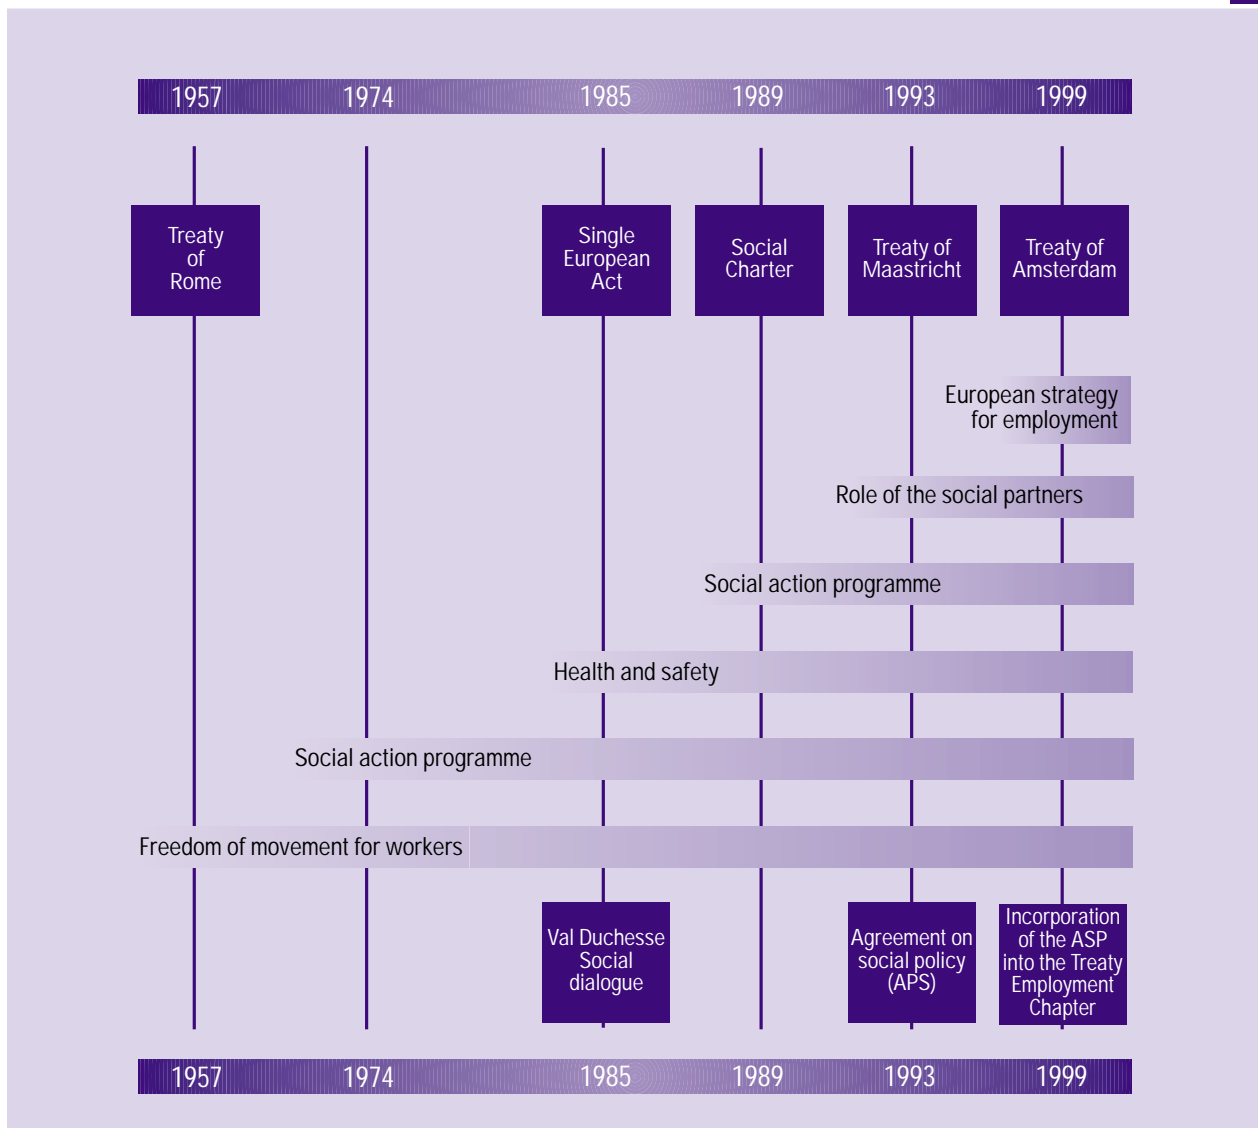 1957 1974 1985 1989 1993 1999
Treaty
of
Rome
Single
European
Act
Social
Charter
Treaty of
Maastricht
Treaty of
Amsterdam
European strategy
for employment
Role of the social partners
Social action programme
Health and safety
Social action programme
Freedom of movement for workers
Val Duchesse
Social
dialogue
Agreement on
social policy
(APS)
Incorporation
of the ASP
into the Treaty
Employment
Chapter
1957 1974 1985 1989 1993 1999